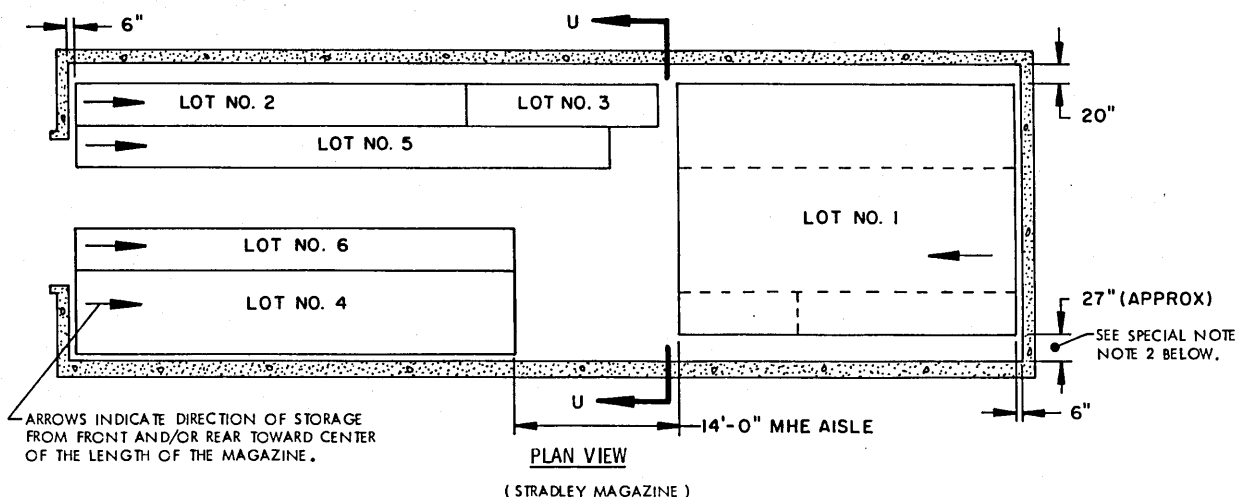 6"
U
LOT NO. 2
LOT NO. 3
20"
LOT NO. 5
LOT NO. 1
LOT NO. 6
LOT NO. 4
27" (APPROX)
SEE SPECIAL NOTE
NOTE 2 BELOW.
U
14'-0" MHE AISLE
6"
ARROWS INDICATE DIRECTION OF STORAGE
FROM FRONT AND/OR REAR TOWARD CENTER
OF THE LENGTH OF THE MAGAZINE.
PLAN VIEW
(STRADLEY MAGAZINE)